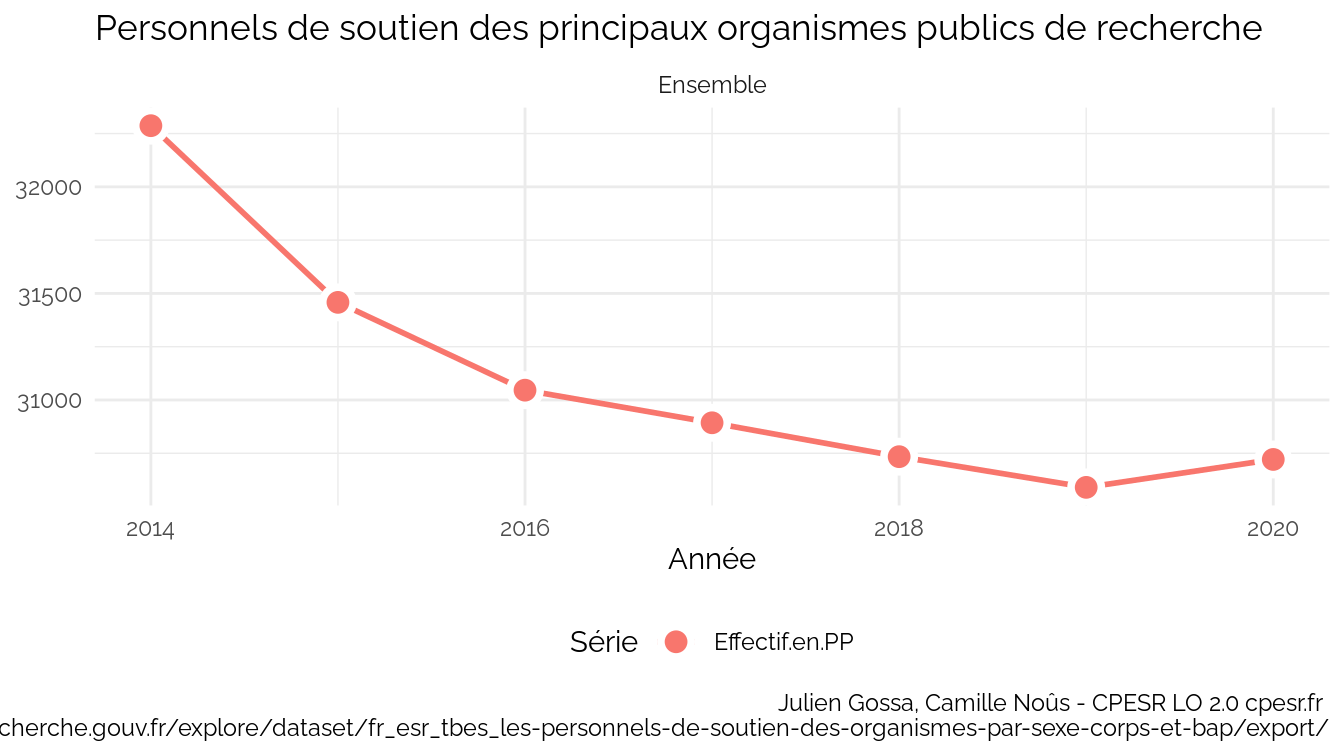 Personnels de soutien des principaux organismes publics de recherche
Ensemble
32000
31500
31000
2014 2016 2018 2020
Année
Série Effectif.en.PP
Julien Gossa, Camille Noûs - CPESR LO 2.0 cpesr.fr
cherche.gouv.fr/explore/dataset/fr_esr_tbes_les-personnels-de-soutien-des-organismes-par-sexe-corps-et-bap/export/